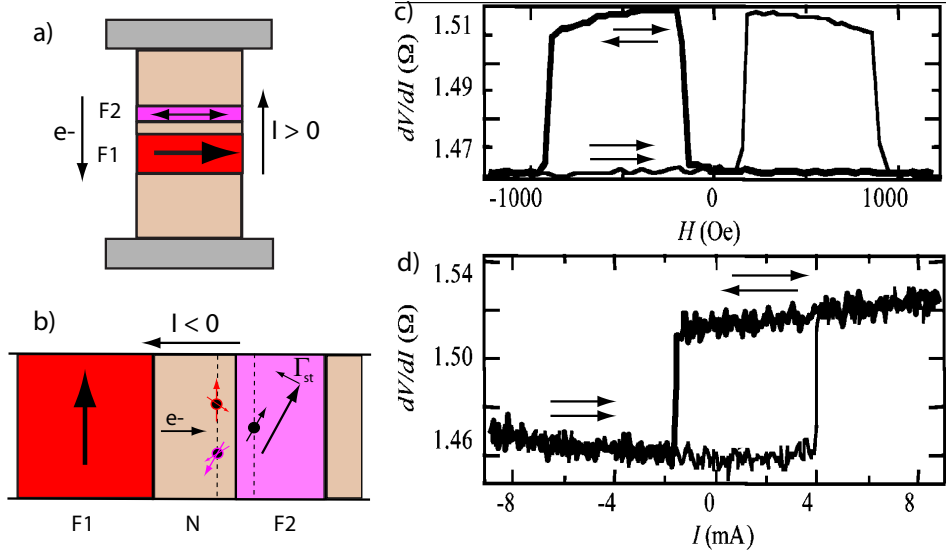 a)
F2
e-
I > 0
F1
b)
I < 0
Γst
e-
F1
N
F2
c)
1.51
1.49
1.47
dV/dI (Ω)
-1000
0
1000
H (Oe)
d)
1.54
1.50
1.46
dV/dI (Ω)
-8
-4
0
4
8
I (mA)